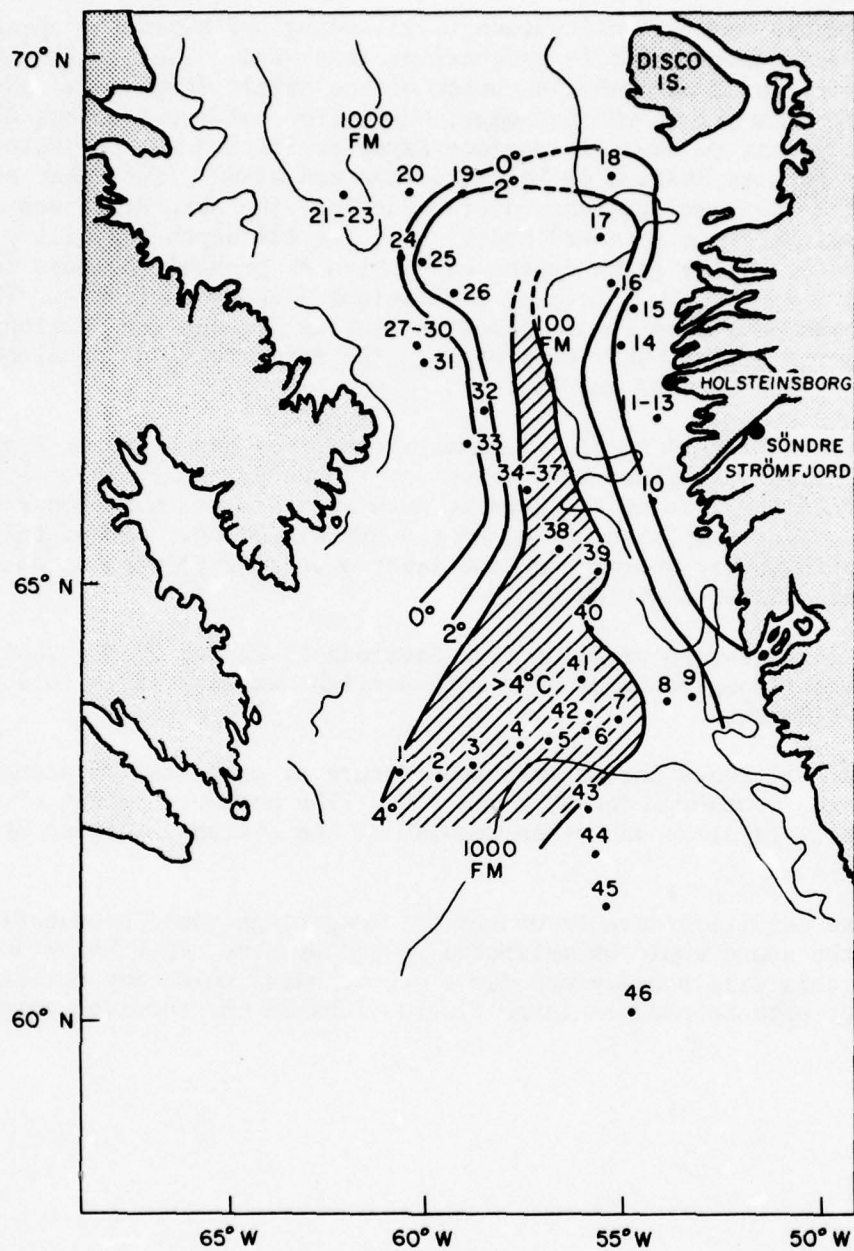 70° N
DISCO
IS.
1000
FM
0°
18
19
20
2°
21-23
17
24
25
16
26
15
100
FM
27-30
14
31
HOLSTEINSBORG
32
11-13
33
SÖNDRE
STRÖMFJORD
34-37
10
38
39
65° N
0°
40
2°
41
>4°C
8
9
42
7
4
5
6
1
2
3
4°
43
1000
FM
44
45
46
60° N
65° W
60° W
55° W
50° W